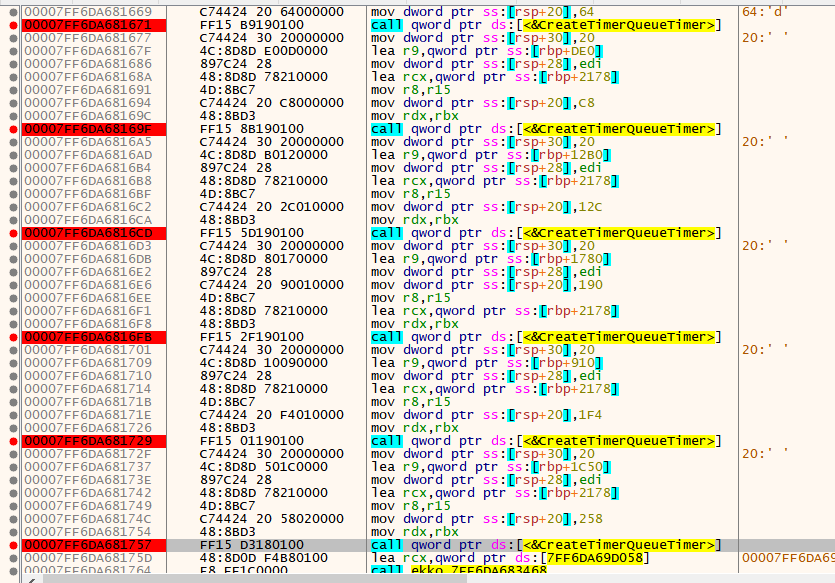 00007FF6DA681669 C74424 20 64000000 mov dword ptr ss:[rsp+20],64 64:'d'
00007FF6DA681671 FF15 B9190100 call qword ptr ds:[<&CreateTimerQueueTimer>]
00007FF6DA681677 C74424 30 20000000 mov dword ptr ss:[rsp+30],20 20:' '
00007FF6DA68167F 4C:8D8D E00D0000 lea r9,qword ptr ss:[rbp+DE0]
00007FF6DA681686 897C24 28 mov dword ptr ss:[rsp+28],edi
00007FF6DA68168A 48:8D8D 78210000 lea rcx,qword ptr ss:[rbp+2178]
00007FF6DA681691 4D:8BC7 mov r8,r15
00007FF6DA681694 C74424 20 C8000000 mov dword ptr ss:[rsp+20],C8
00007FF6DA68169C 48:8BD3 mov rdx,rbx
00007FF6DA68169F FF15 8B190100 call qword ptr ds:[<&CreateTimerQueueTimer>]
00007FF6DA6816A5 C74424 30 20000000 mov dword ptr ss:[rsp+30],20 20:' '
00007FF6DA6816AD 4C:8D8D B0120000 lea r9,qword ptr ss:[rbp+12B0]
00007FF6DA6816B4 897C24 28 mov dword ptr ss:[rsp+28],edi
00007FF6DA6816B8 48:8D8D 78210000 lea rcx,qword ptr ss:[rbp+2178]
00007FF6DA6816BF 4D:8BC7 mov r8,r15
00007FF6DA6816C2 C74424 20 2C010000 mov dword ptr ss:[rsp+20],12C
00007FF6DA6816CA 48:8BD3 mov rdx,rbx
00007FF6DA6816CD FF15 5D190100 call qword ptr ds:[<&CreateTimerQueueTimer>]
00007FF6DA6816D3 C74424 30 20000000 mov dword ptr ss:[rsp+30],20 20:' '
00007FF6DA6816DB 4C:8D8D 80170000 lea r9,qword ptr ss:[rbp+1780]
00007FF6DA6816E2 897C24 28 mov dword ptr ss:[rsp+28],edi
00007FF6DA6816E6 C74424 20 90010000 mov dword ptr ss:[rsp+20],190
00007FF6DA6816EE 4D:8BC7 mov r8,r15
00007FF6DA6816F1 48:8D8D 78210000 lea rcx,qword ptr ss:[rbp+2178]
00007FF6DA6816F8 48:8BD3 mov rdx,rbx
00007FF6DA6816FB FF15 2F190100 call qword ptr ds:[<&CreateTimerQueueTimer>]
00007FF6DA681701 C74424 30 20000000 mov dword ptr ss:[rsp+30],20 20:' '
00007FF6DA681709 4C:8D8D 10090000 lea r9,qword ptr ss:[rbp+910]
00007FF6DA681710 897C24 28 mov dword ptr ss:[rsp+28],edi
00007FF6DA681714 48:8D8D 78210000 lea rcx,qword ptr ss:[rbp+2178]
00007FF6DA68171B 4D:8BC7 mov r8,r15
00007FF6DA68171E C74424 20 F4010000 mov dword ptr ss:[rsp+20],1F4
00007FF6DA681726 48:8BD3 mov rdx,rbx
00007FF6DA681729 FF15 01190100 call qword ptr ds:[<&CreateTimerQueueTimer>]
00007FF6DA68172F C74424 30 20000000 mov dword ptr ss:[rsp+30],20 20:' '
00007FF6DA681737 4C:8D8D 501C0000 lea r9,qword ptr ss:[rbp+1C50]
00007FF6DA68173E 897C24 28 mov dword ptr ss:[rsp+28],edi
00007FF6DA681742 48:8D8D 78210000 lea rcx,qword ptr ss:[rbp+2178]
00007FF6DA681749 4D:8BC7 mov r8,r15
00007FF6DA68174C C74424 20 58020000 mov dword ptr ss:[rsp+20],258
00007FF6DA681754 48:8BD3 mov rdx,rbx
00007FF6DA681757 FF15 D3180100 call qword ptr ds:[<&CreateTimerQueueTimer>]
00007FF6DA68175D 48:8D0D F4B80100 lea rcx,qword ptr ds:[7FF6DA69D058] 00007FF6DA69
00007FF6DA681764 E8 FF1C0000 call ekko.7FF6DA683468